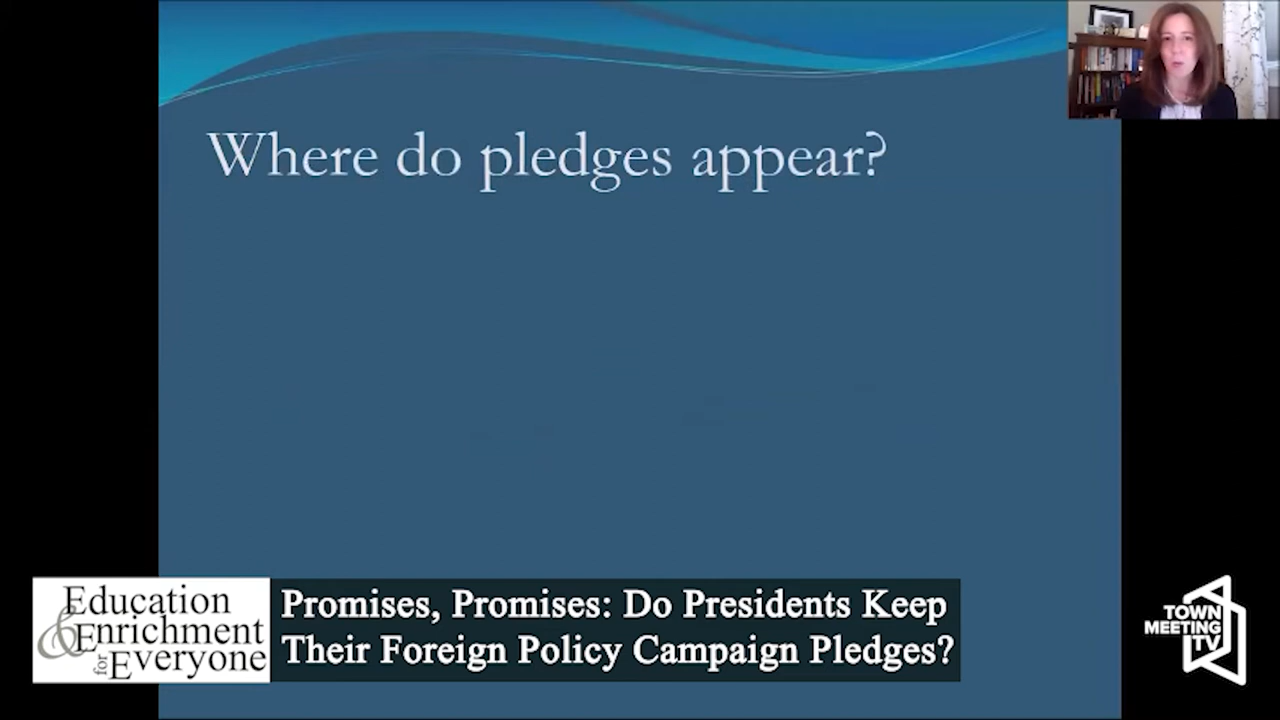 Where do pledges appear?
Education
& Enrichment
for Everyone
Promises, Promises: Do Presidents Keep
Their Foreign Policy Campaign Pledges?
TOWN
MEETING
TV